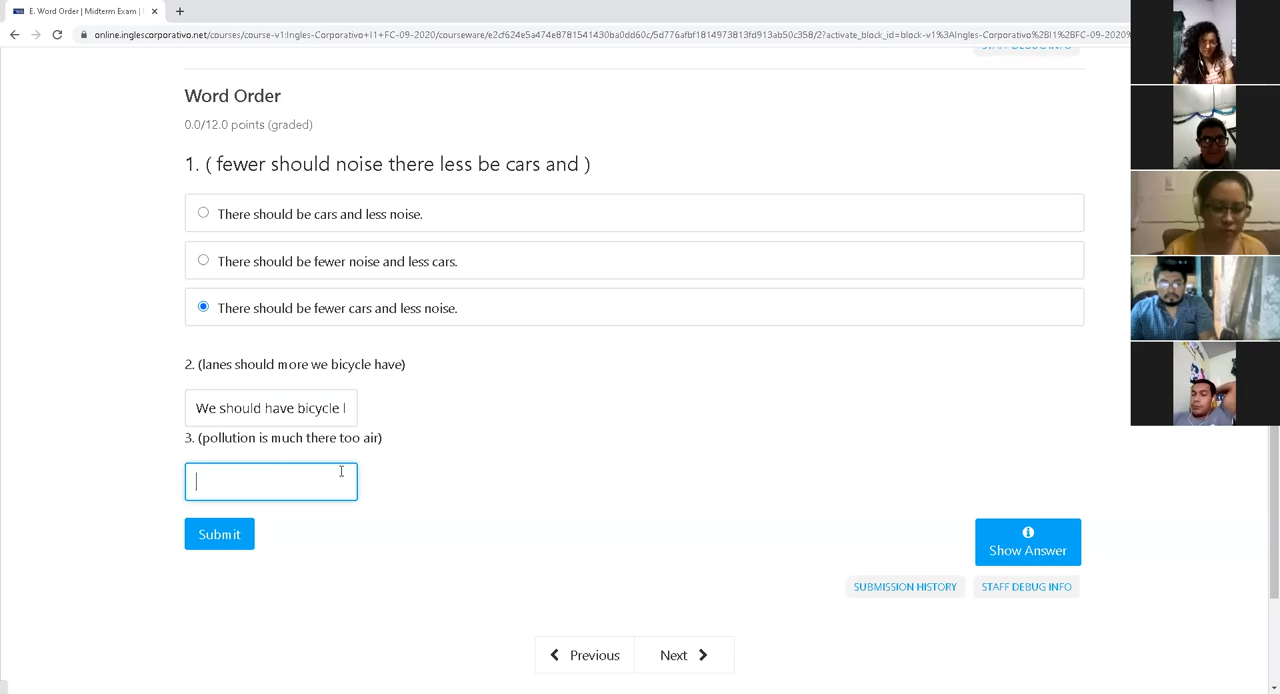 E. Word Order | Midterm Exam |
online.inglescorporativo.net/courses/course-v1:Ingles-Corporativo+I1+FC-09-2020/courseware/5e2cf624e5a474e8781541430ba0dd60c/5d776afbf1814973813fd913ab50c358/2?activate_block_id=block-v1%3AIngles-Corporativo%2BI1%2BFC-09-2020%
STAFF DEBUG INFO
Word Order
0.0/12.0 points (graded)
1. ( fewer should noise there less be cars and )
There should be cars and less noise.
There should be fewer noise and less cars.
There should be fewer cars and less noise.
2. (lanes should more we bicycle have)
We should have bicycle l
3. (pollution is much there too air)
Submit
Show Answer
SUBMISSION HISTORY
STAFF DEBUG INFO
Previous
Next